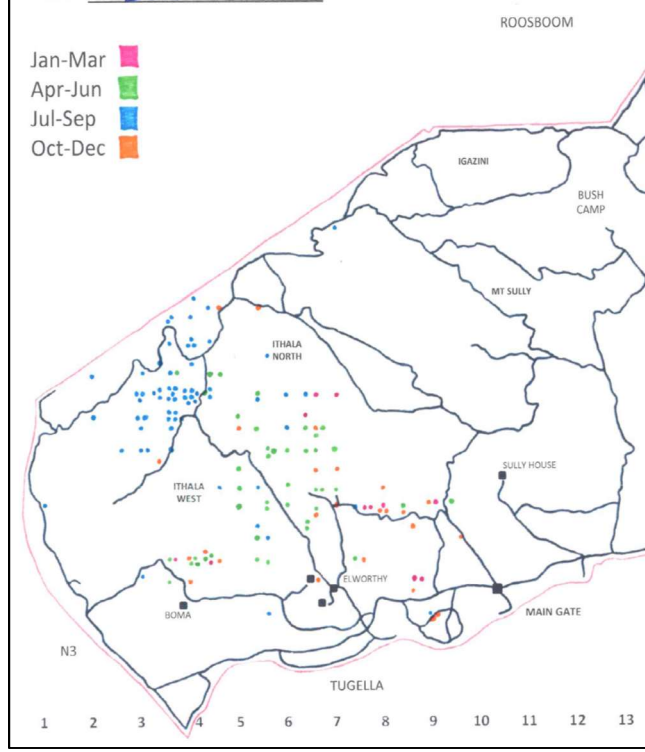 ROOSBOOM
Jan-Mar
Apr-Jun
Jul-Sep
Oct-Dec
IGAZINI
BUSH
CAMP
MT SULLY
ITHALA
NORTH
SULLY HOUSE
ITHALA
WEST
ELWORTHY
BOMA
MAIN GATE
N3
TUGELLA
1 2 3 4 5 6 7 8 9 10 11 12 13